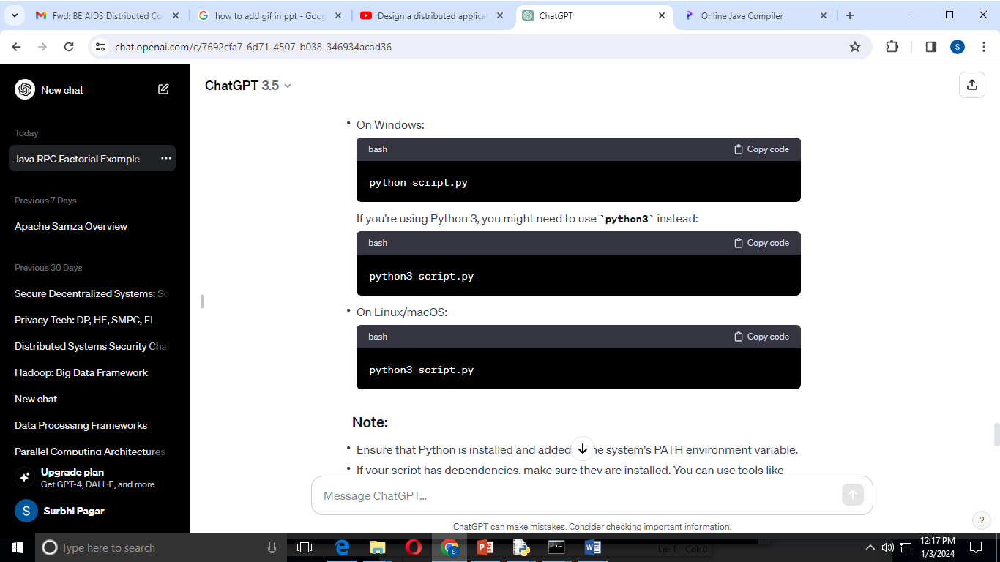 Fwd: BE AIDS Distributed Co
how to add gif in ppt - Goog
Design a distributed applicat
ChatGPT
Online Java Compiler
chat.openai.com/c/7692cfa7-6d71-4507-b038-346934acad36
S
New chat
ChatGPT 3.5
Today
Java RPC Factorial Example
Previous 7 Days
Apache Samza Overview
Previous 30 Days
Secure Decentralized Systems: So
Privacy Tech: DP, HE, SMPC, FL
Distributed Systems Security Cha
Hadoop: Big Data Framework
New chat
Data Processing Frameworks
Parallel Computing Architectures
Upgrade plan
Get GPT-4, DALL·E, and more
S
Surbhi Pagar
On Windows:
bash
Copy code
python script.py
If you're using Python 3, you might need to use `python3` instead:
bash
Copy code
python3 script.py
On Linux/macOS:
bash
Copy code
python3 script.py
Note:
Ensure that Python is installed and added he system's PATH environment variable.
If your script has dependencies, make sure they are installed. You can use tools like
Message ChatGPT...
ChatGPT can make mistakes. Consider checking important information.
?
Type here to search
Ln: 1 Col: 0
12:17 PM
1/3/2024